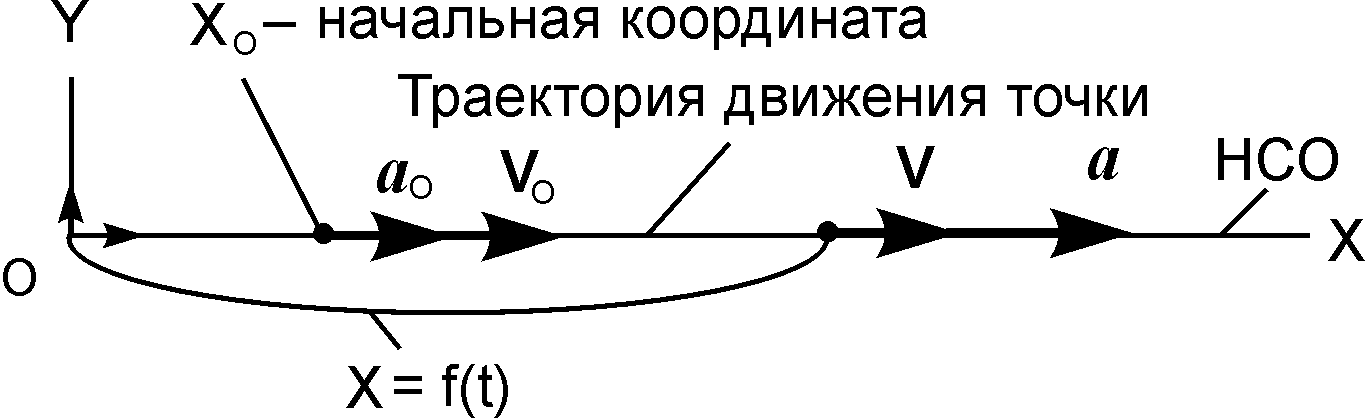 Y
X₀ – начальная координата
Траектория движения точки
a₀
V₀
V
a
НСО
X
O
X = f(t)